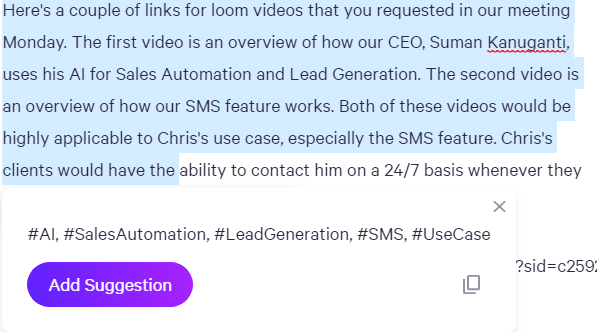 Here's a couple of links for loom videos that you requested in our meeting
Monday. The first video is an overview of how our CEO, Suman Kanuganti,
uses his AI for Sales Automation and Lead Generation. The second video is
an overview of how our SMS feature works. Both of these videos would be
highly applicable to Chris's use case, especially the SMS feature. Chris's
clients would have the ability to contact him on a 24/7 basis whenever they
#AI, #SalesAutomation, #LeadGeneration, #SMS, #UseCase
?sid=c2592
Add Suggestion